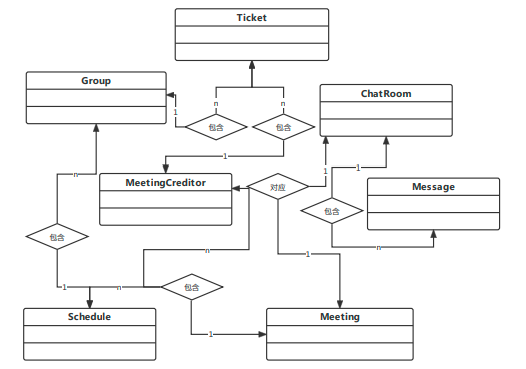 Ticket
Group
ChatRoom
n
n
1
包含
包含
1
1
1
n
MeetingCreditor
对应
Message
包含
包含
n
n
1
1
n
包含
1
Schedule
Meeting